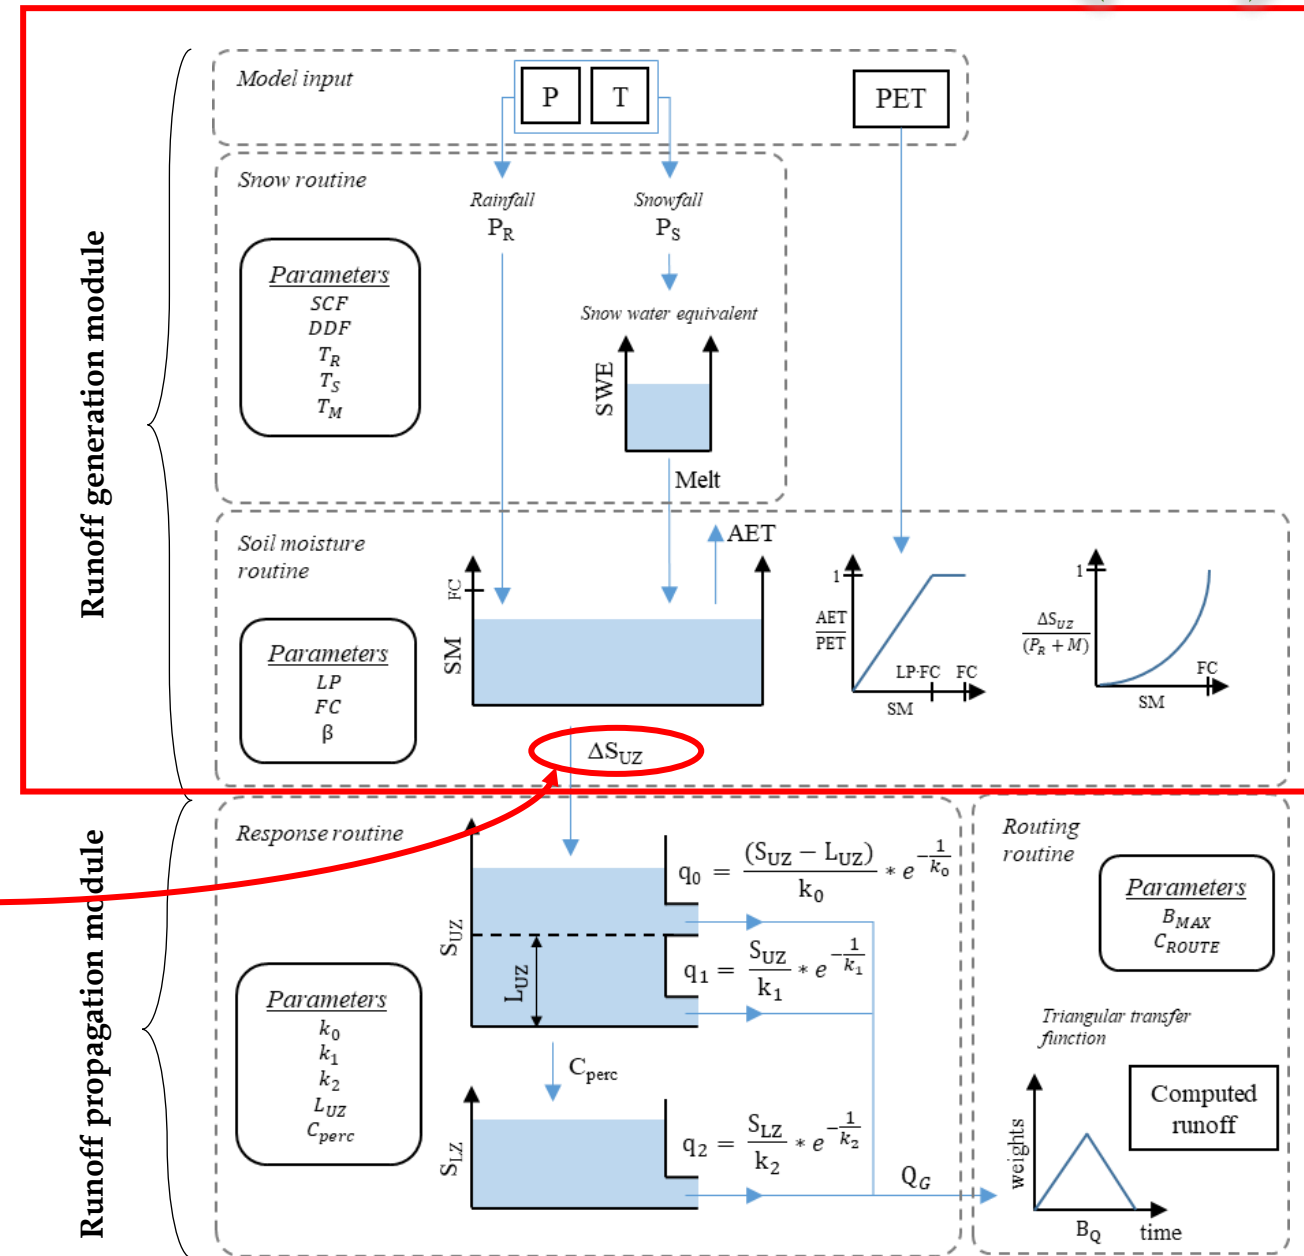 Runoff generation module
Model input
P
T
PET
Snow routine
Rainfall
P_R
Snowfall
P_S
Parameters
SCF
DDF
T_R
T_S
T_M
Snow water equivalent
SWE
Melt
Soil moisture
routine
AET
FC
SM
Parameters
LP
FC
β
1
AET
PET
LP·FC FC
SM
1
ΔS_UZ
(P_R + M)
FC
SM
ΔS_UZ
Runoff propagation module
Response routine
S_UZ
L_UZ
q_0 = (S_UZ − L_UZ)/k_0 * e^{-1/k_0}
q_1 = S_UZ/k_1 * e^{-1/k_1}
Parameters
k_0
k_1
k_2
L_UZ
C_perc
C_perc
S_LZ
q_2 = S_LZ/k_2 * e^{-1/k_2}
Q_G
Routing
routine
Parameters
B_MAX
C_ROUTE
Triangular transfer
function
Computed
runoff
weights
B_Q
time